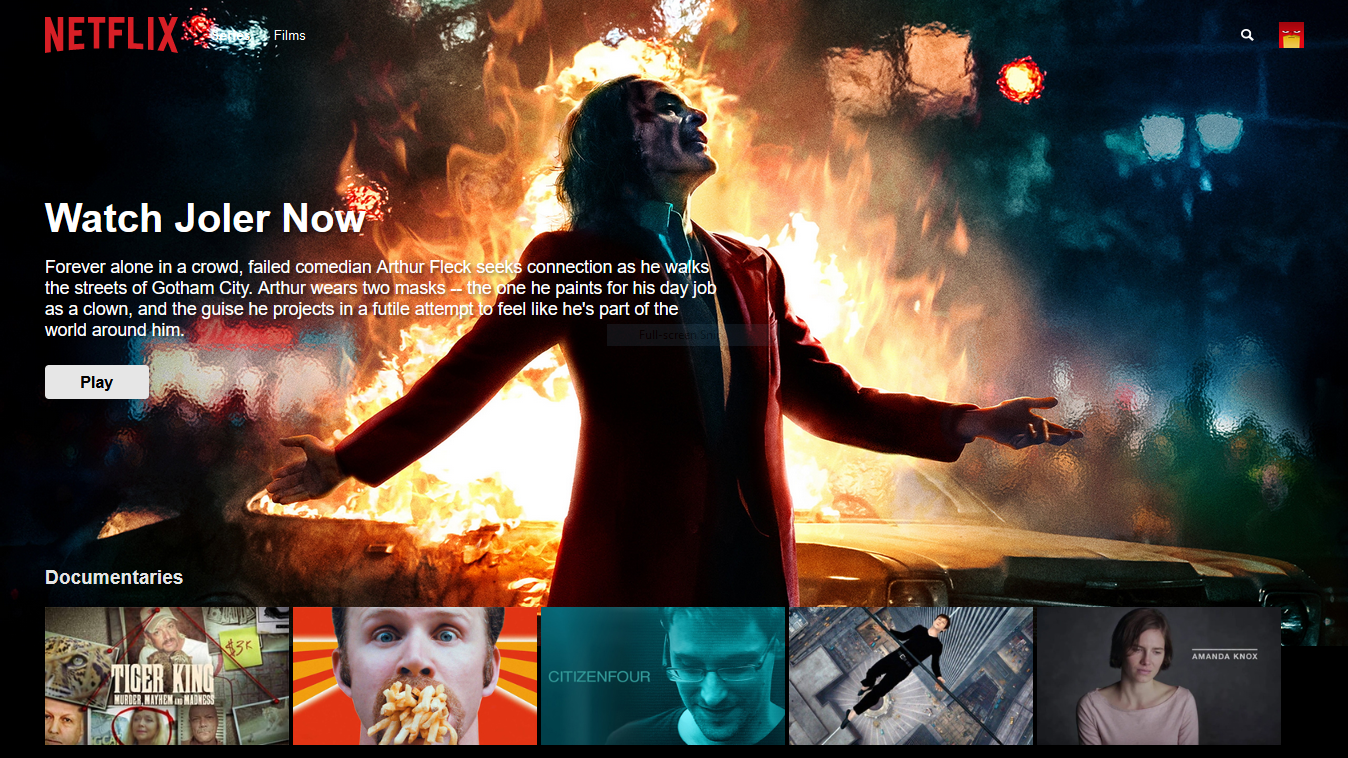 NETFLIX
Series Films
Watch Joler Now
Forever alone in a crowd, failed comedian Arthur Fleck seeks connection as he walks
the streets of Gotham City. Arthur wears two masks -- the one he paints for his day job
as a clown, and the guise he projects in a futile attempt to feel like he's part of the
world around him.
Full-screen Snip
Play
Documentaries
$3K
TIGER KING
MURDER, MAYHEM AND MADNESS
CITIZENFOUR
AMANDA KNOX